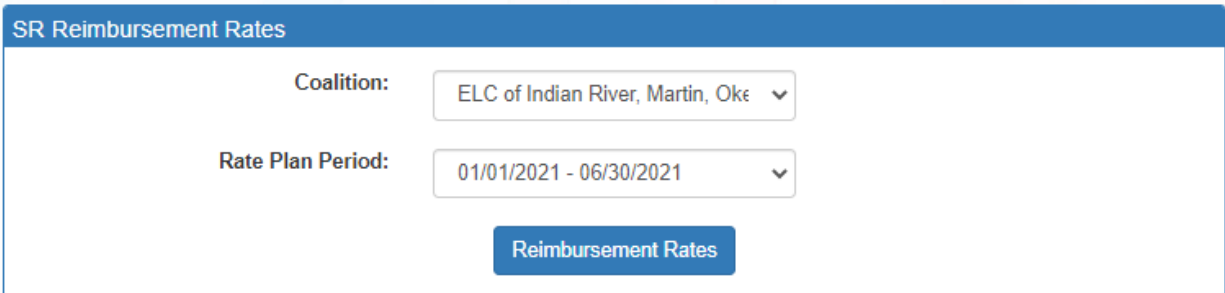 SR Reimbursement Rates
Coalition: ELC of Indian River, Martin, Oke
Rate Plan Period: 01/01/2021 - 06/30/2021
Reimbursement Rates